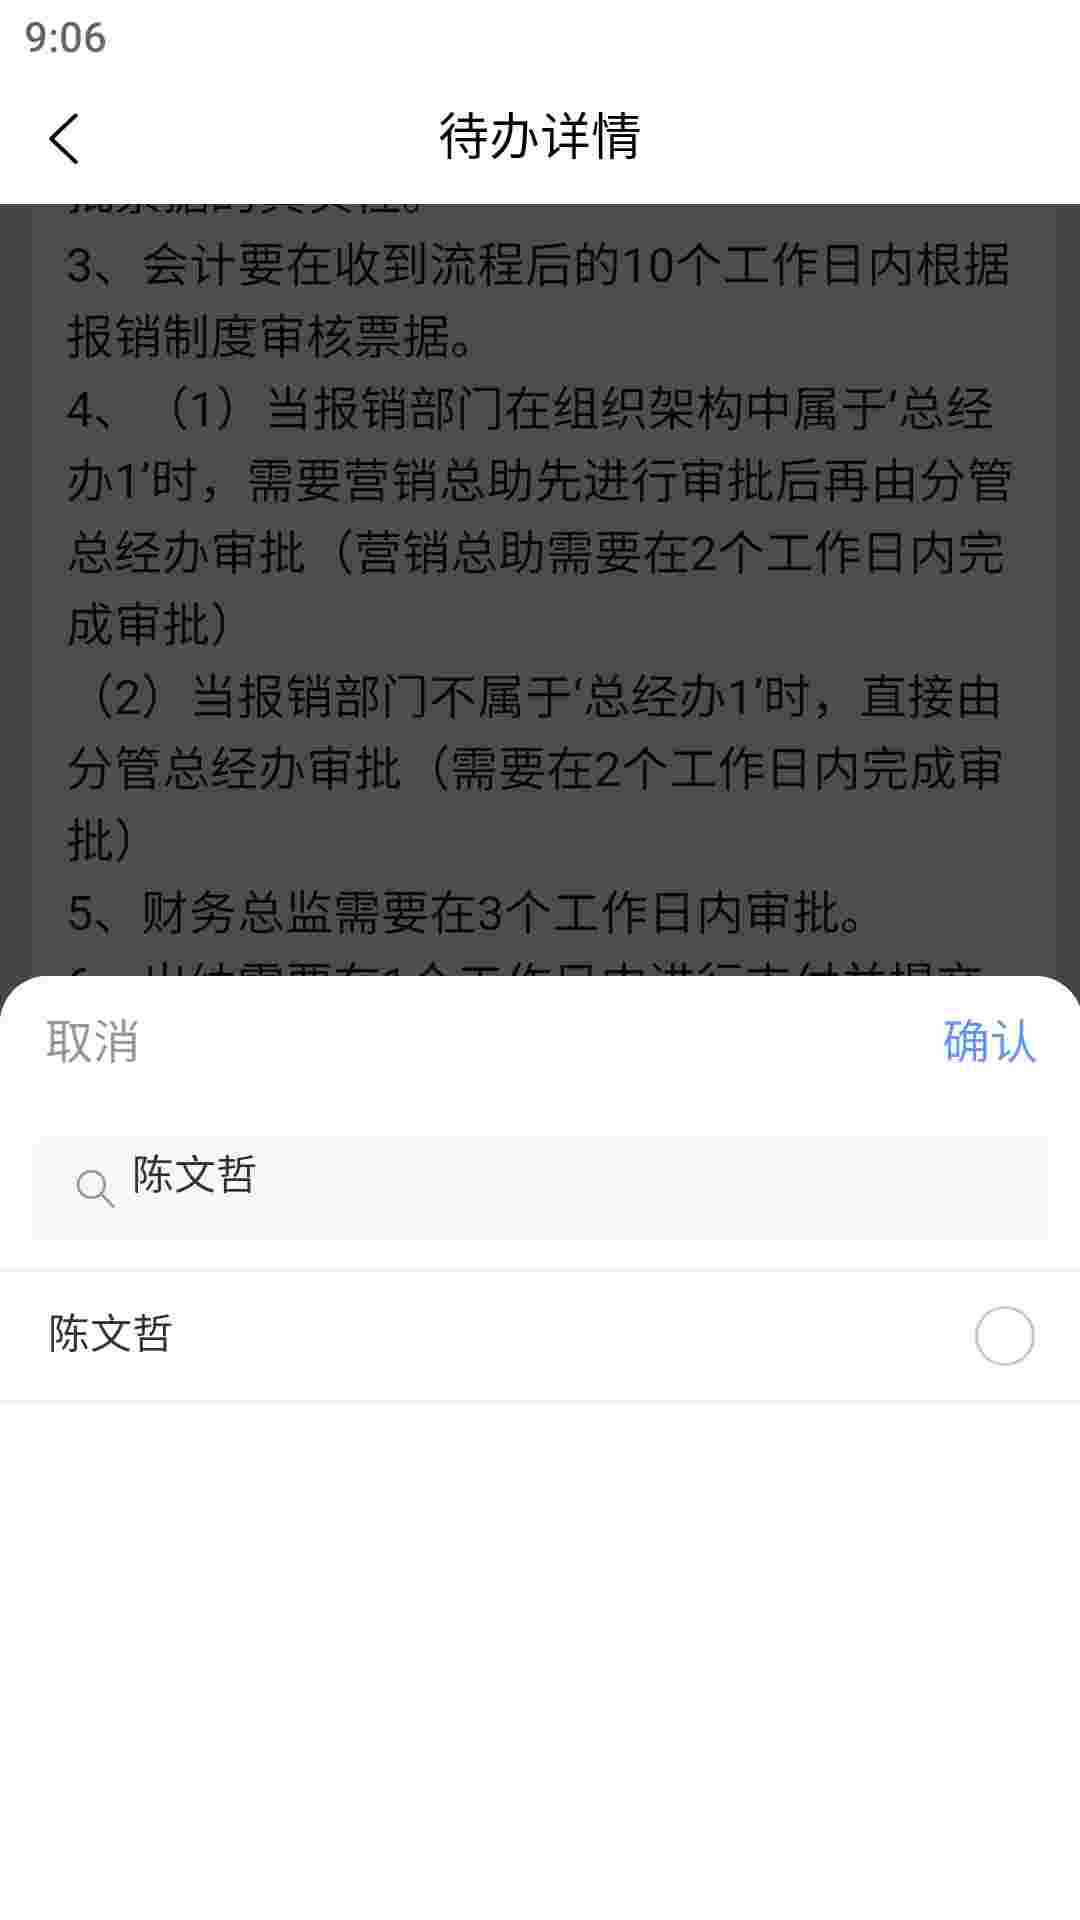 9:06
待办详情
3、会计要在收到流程后的10个工作日内根据
报销制度审核票据。
4、（1）当报销部门在组织架构中属于‘总经
办1’时，需要营销总助先进行审批后再由分管
总经办审批（营销总助需要在2个工作日内完
成审批）
（2）当报销部门不属于‘总经办1’时，直接由
分管总经办审批（需要在2个工作日内完成审
批）
5、财务总监需要在3个工作日内审批。
取消
确认
陈文哲
陈文哲